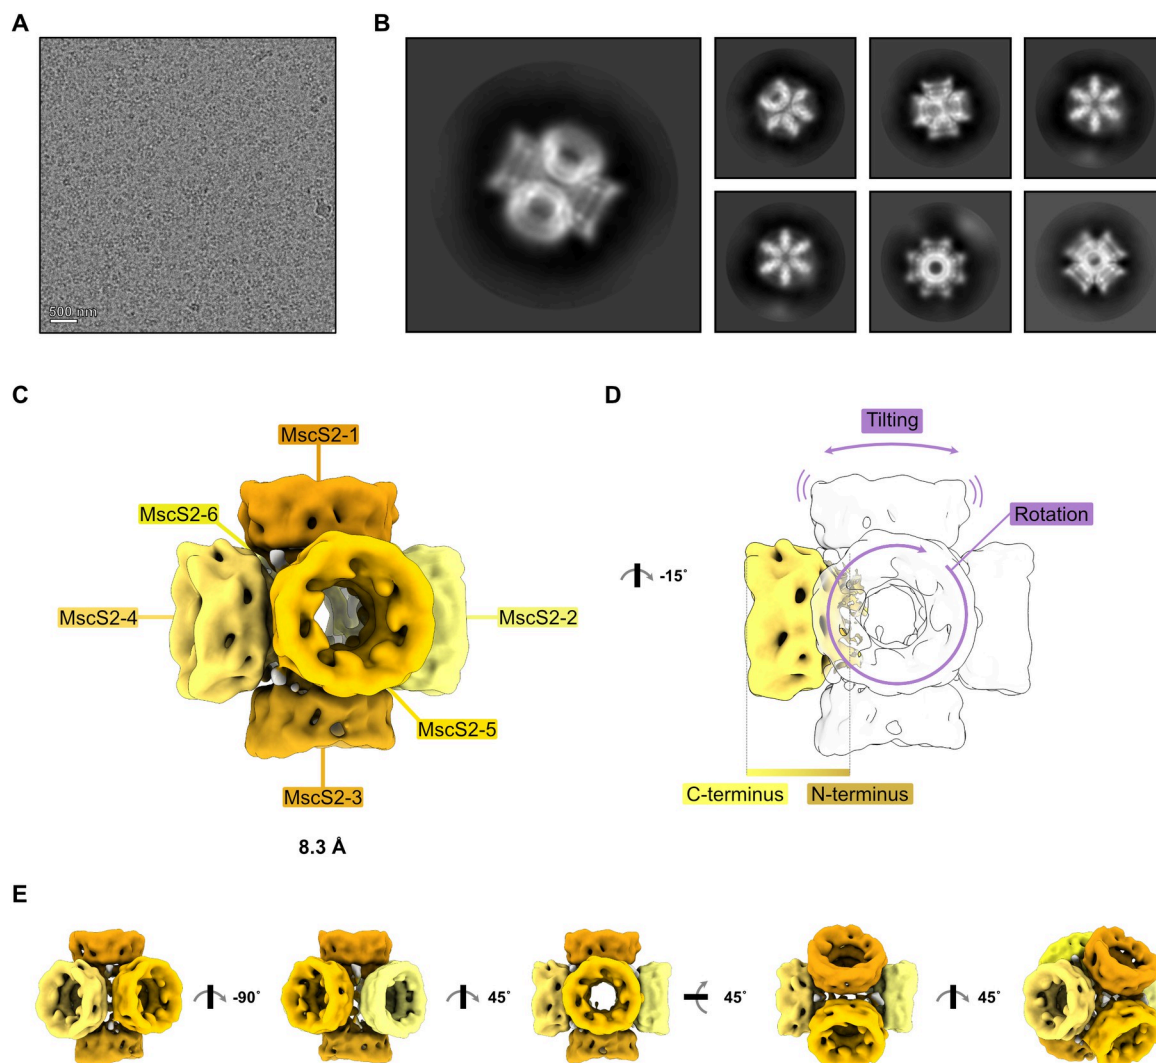 A
B
500 nm
C
D
MscS2-1
Tilting
MscS2-6
Rotation
MscS2-4
MscS2-2
-15°
MscS2-5
MscS2-3
C-terminus
N-terminus
8.3 Å
E
-90°
45°
45°
45°